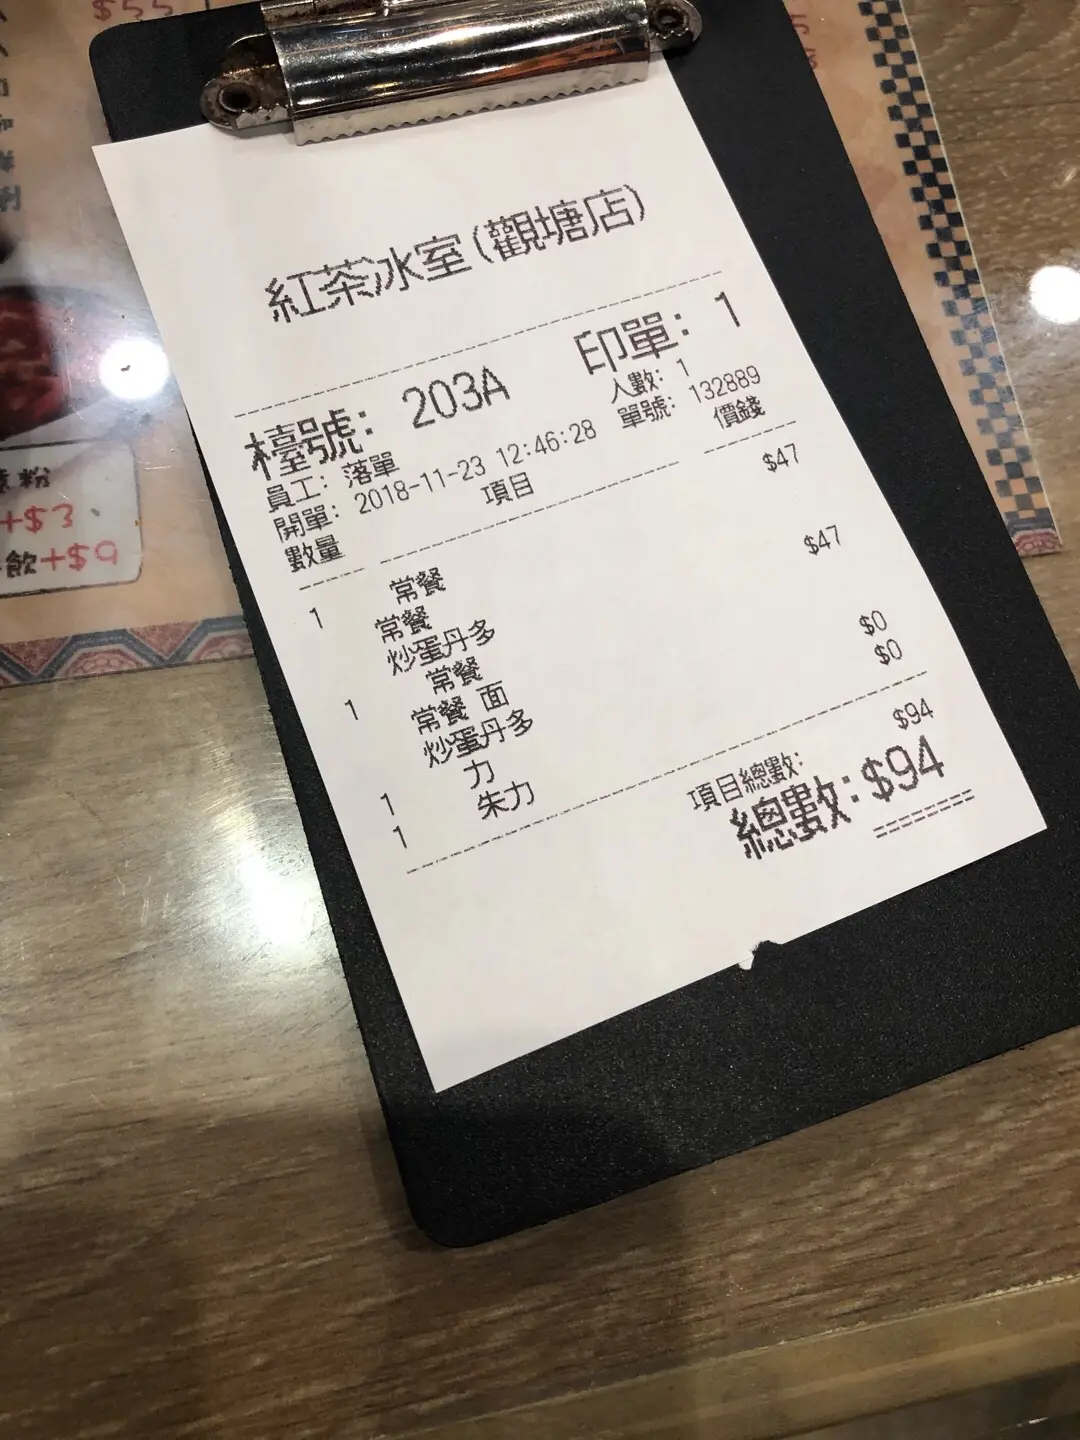 $55
紅茶冰室(觀塘店)
檯號: 203A 印單: 1
員工: 落單 人數: 1
開單: 2018-11-23 12:46:28 單號: 132889
數量 項目 價錢
1 常餐 $47
常餐
炒蛋丹多
1 常餐 $47
常餐 面
炒蛋丹多
1 力 $0
1 朱力 $0
項目總數: $94
總數: $94
粉
+$3
飲+$9